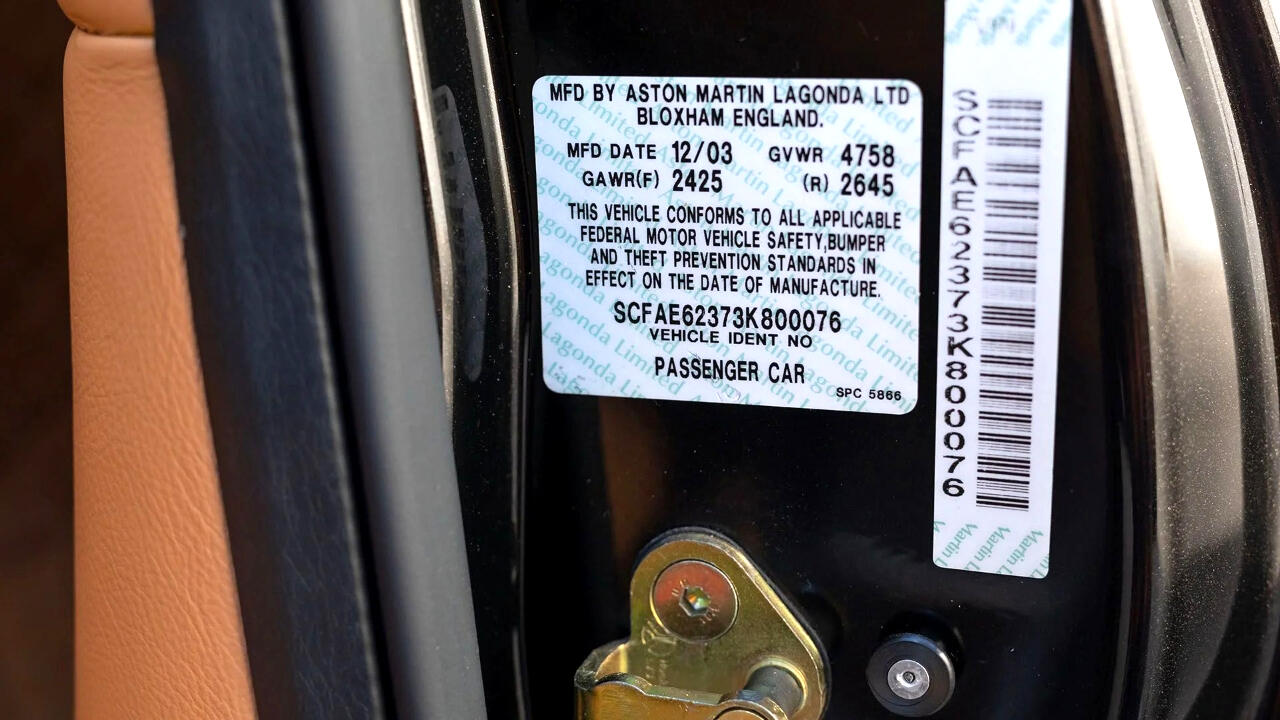 MFD BY ASTON MARTIN LAGONDA LTD
BLOXHAM ENGLAND.
MFD DATE 12/03 GVWR 4758
GAWR(F) 2425 (R) 2645
THIS VEHICLE CONFORMS TO ALL APPLICABLE
FEDERAL MOTOR VEHICLE SAFETY,BUMPER
AND THEFT PREVENTION STANDARDS IN
EFFECT ON THE DATE OF MANUFACTURE.
SCFAE62373K800076
VEHICLE IDENT NO
PASSENGER CAR
SPC 5866
SCFAE62373K800076